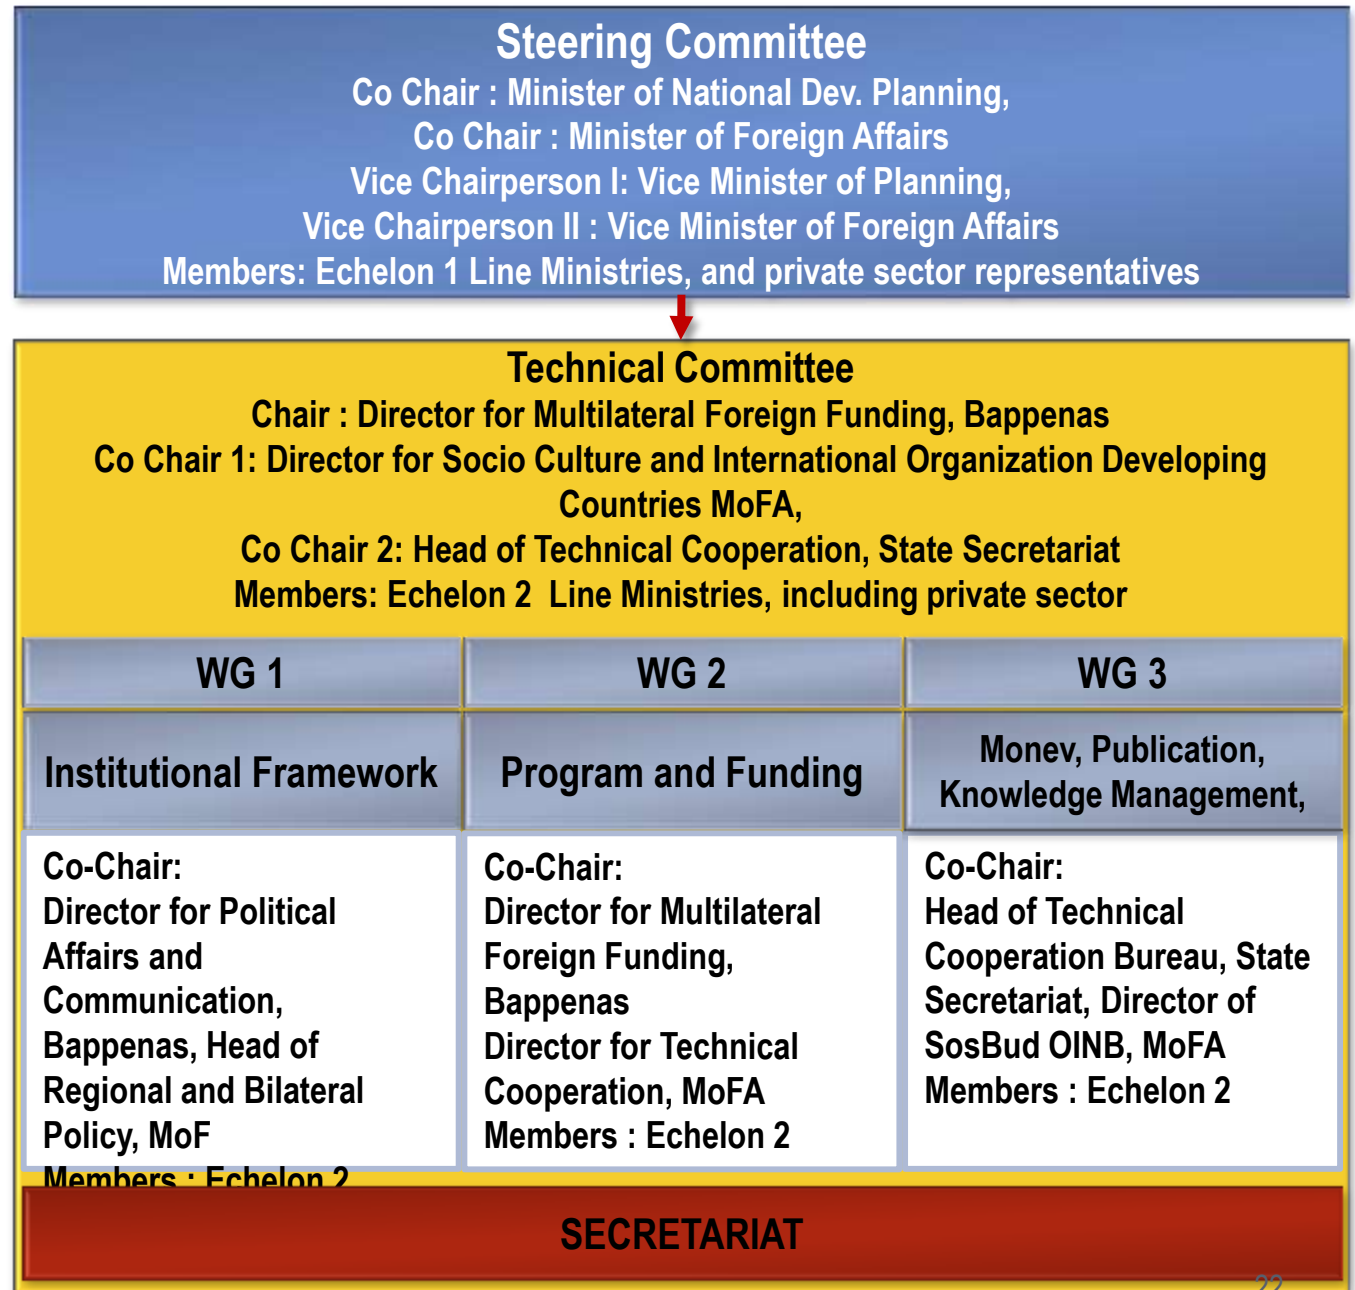 Steering Committee
Co Chair : Minister of National Dev. Planning,
Co Chair : Minister of Foreign Affairs
Vice Chairperson I: Vice Minister of Planning,
Vice Chairperson II : Vice Minister of Foreign Affairs
Members: Echelon 1 Line Ministries, and private sector representatives
Technical Committee
Chair : Director for Multilateral Foreign Funding, Bappenas
Co Chair 1: Director for Socio Culture and International Organization Developing
Countries MoFA,
Co Chair 2: Head of Technical Cooperation, State Secretariat
Members: Echelon 2 Line Ministries, including private sector
WG 1
WG 2
WG 3
Institutional Framework
Program and Funding
Monev, Publication,
Knowledge Management,
Co-Chair:
Director for Political
Affairs and
Communication,
Bappenas, Head of
Regional and Bilateral
Policy, MoF
Members : Echelon 2
Co-Chair:
Director for Multilateral
Foreign Funding,
Bappenas
Director for Technical
Cooperation, MoFA
Members : Echelon 2
Co-Chair:
Head of Technical
Cooperation Bureau, State
Secretariat, Director of
SosBud OINB, MoFA
Members : Echelon 2
SECRETARIAT
22